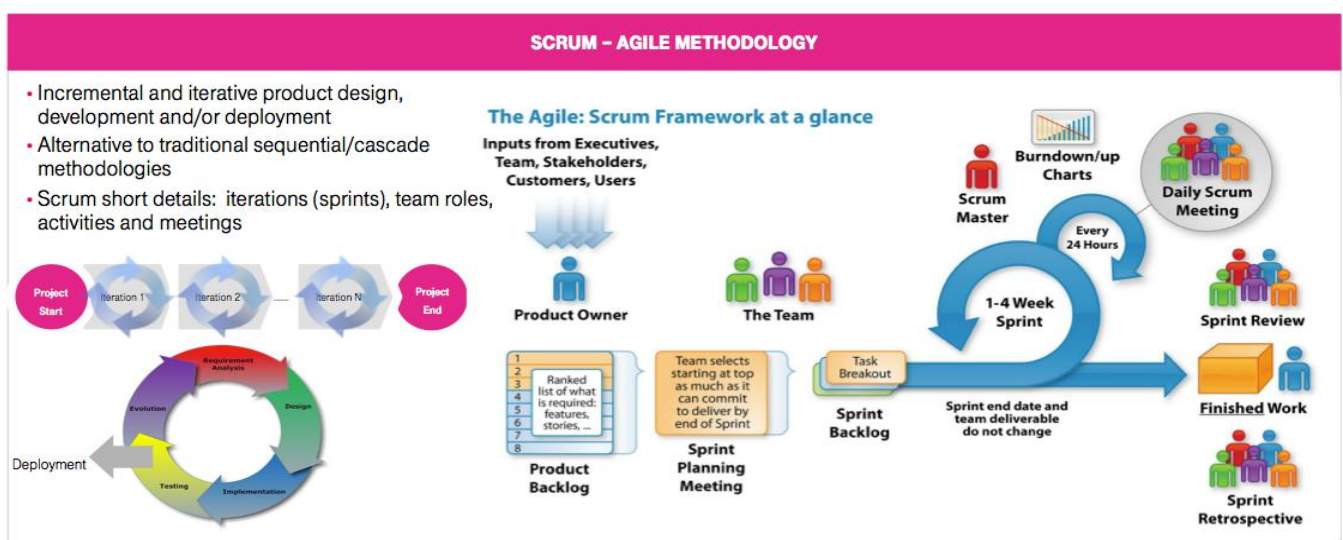 SCRUM – AGILE METHODOLOGY
• Incremental and iterative product design,
development and/or deployment
• Alternative to traditional sequential/cascade
methodologies
• Scrum short details: iterations (sprints), team roles,
activities and meetings
Project
Start
Iteration 1
Iteration 2
......
Iteration N
Project
End
Requirement
Analysis
Design
Implementation
Testing
Evolution
Deployment
The Agile: Scrum Framework at a glance
Inputs from Executives,
Team, Stakeholders,
Customers, Users
Product Owner
The Team
1
2
3
4
5
6
7
8
Ranked
list of what
is required:
features,
stories, ...
Product
Backlog
Team selects
starting at top
as much as it
can commit
to deliver by
end of Sprint
Sprint
Planning
Meeting
Task
Breakout
Sprint
Backlog
Scrum
Master
Burndown/up
Charts
Every
24 Hours
Daily Scrum
Meeting
1-4 Week
Sprint
Sprint end date and
team deliverable
do not change
Sprint Review
Finished Work
Sprint
Retrospective